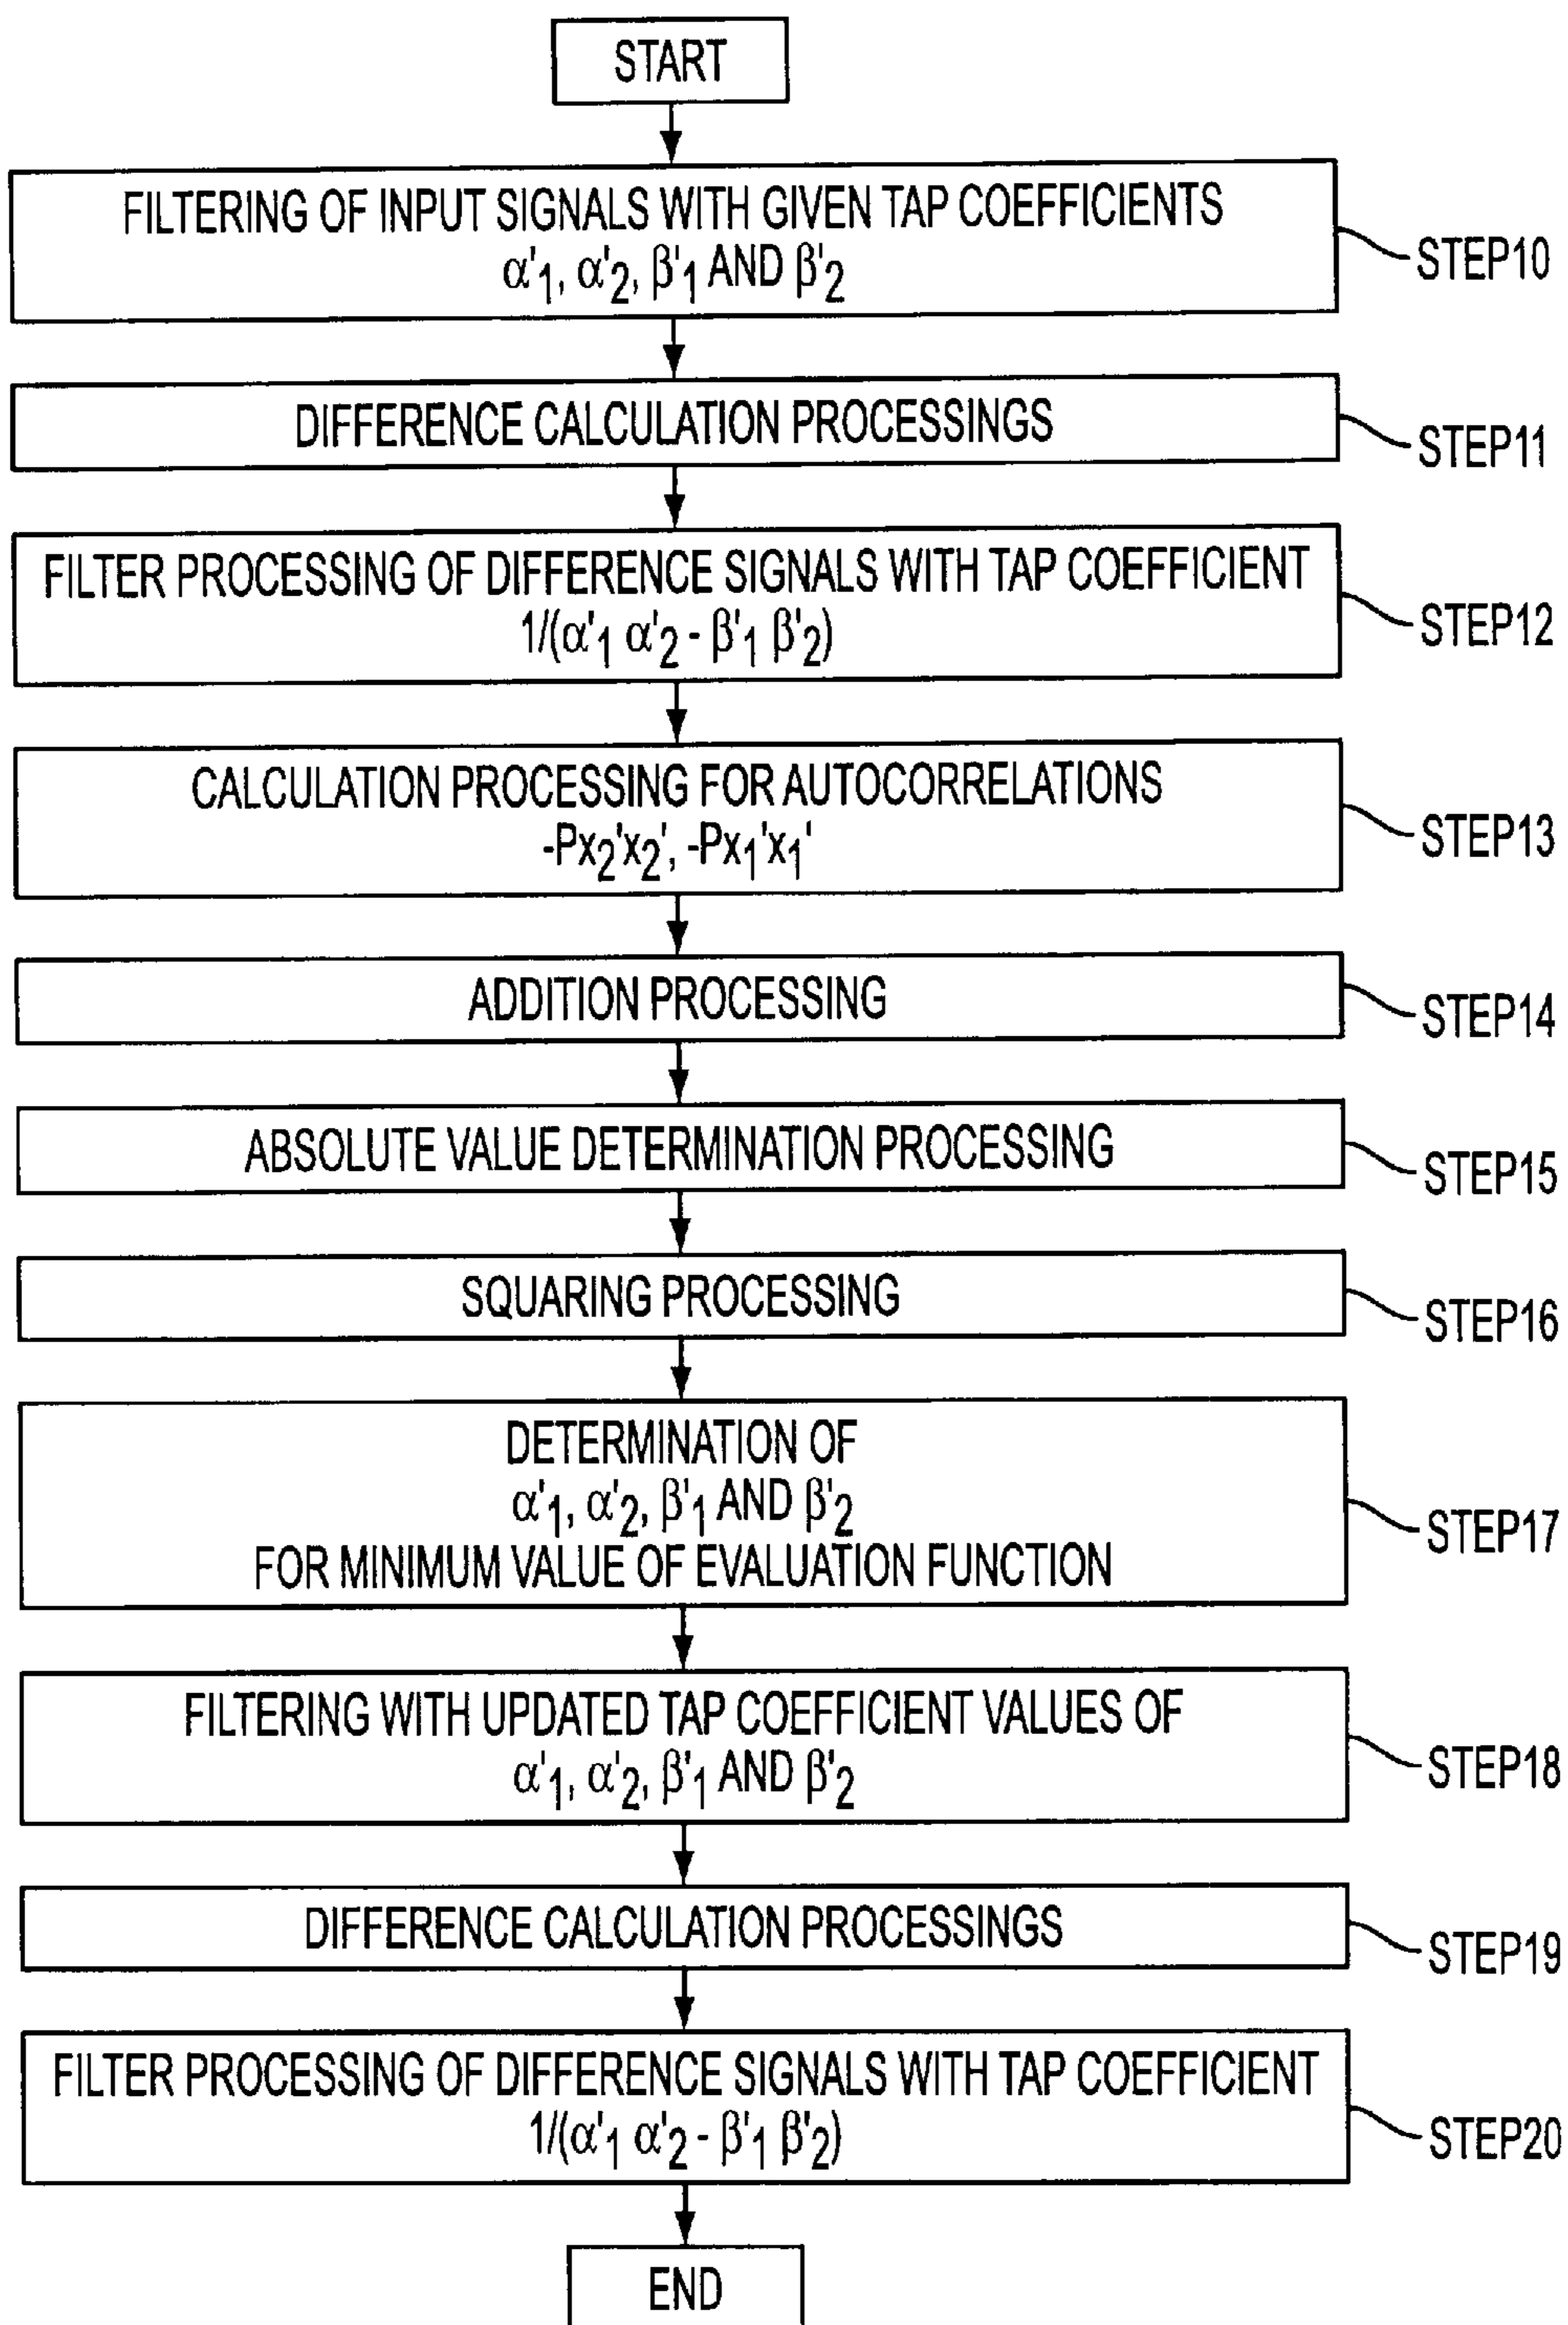 START
FILTERING OF INPUT SIGNALS WITH GIVEN TAP COEFFICIENTS
α'1, α'2, β'1 AND β'2
STEP10
DIFFERENCE CALCULATION PROCESSINGS
STEP11
FILTER PROCESSING OF DIFFERENCE SIGNALS WITH TAP COEFFICIENT
1/(α'1 α'2 - β'1 β'2)
STEP12
CALCULATION PROCESSING FOR AUTOCORRELATIONS
-Px2'x2', -Px1'x1'
STEP13
ADDITION PROCESSING
STEP14
ABSOLUTE VALUE DETERMINATION PROCESSING
STEP15
SQUARING PROCESSING
STEP16
DETERMINATION OF
α'1, α'2, β'1 AND β'2
FOR MINIMUM VALUE OF EVALUATION FUNCTION
STEP17
FILTERING WITH UPDATED TAP COEFFICIENT VALUES OF
α'1, α'2, β'1 AND β'2
STEP18
DIFFERENCE CALCULATION PROCESSINGS
STEP19
FILTER PROCESSING OF DIFFERENCE SIGNALS WITH TAP COEFFICIENT
1/(α'1 α'2 - β'1 β'2)
STEP20
END